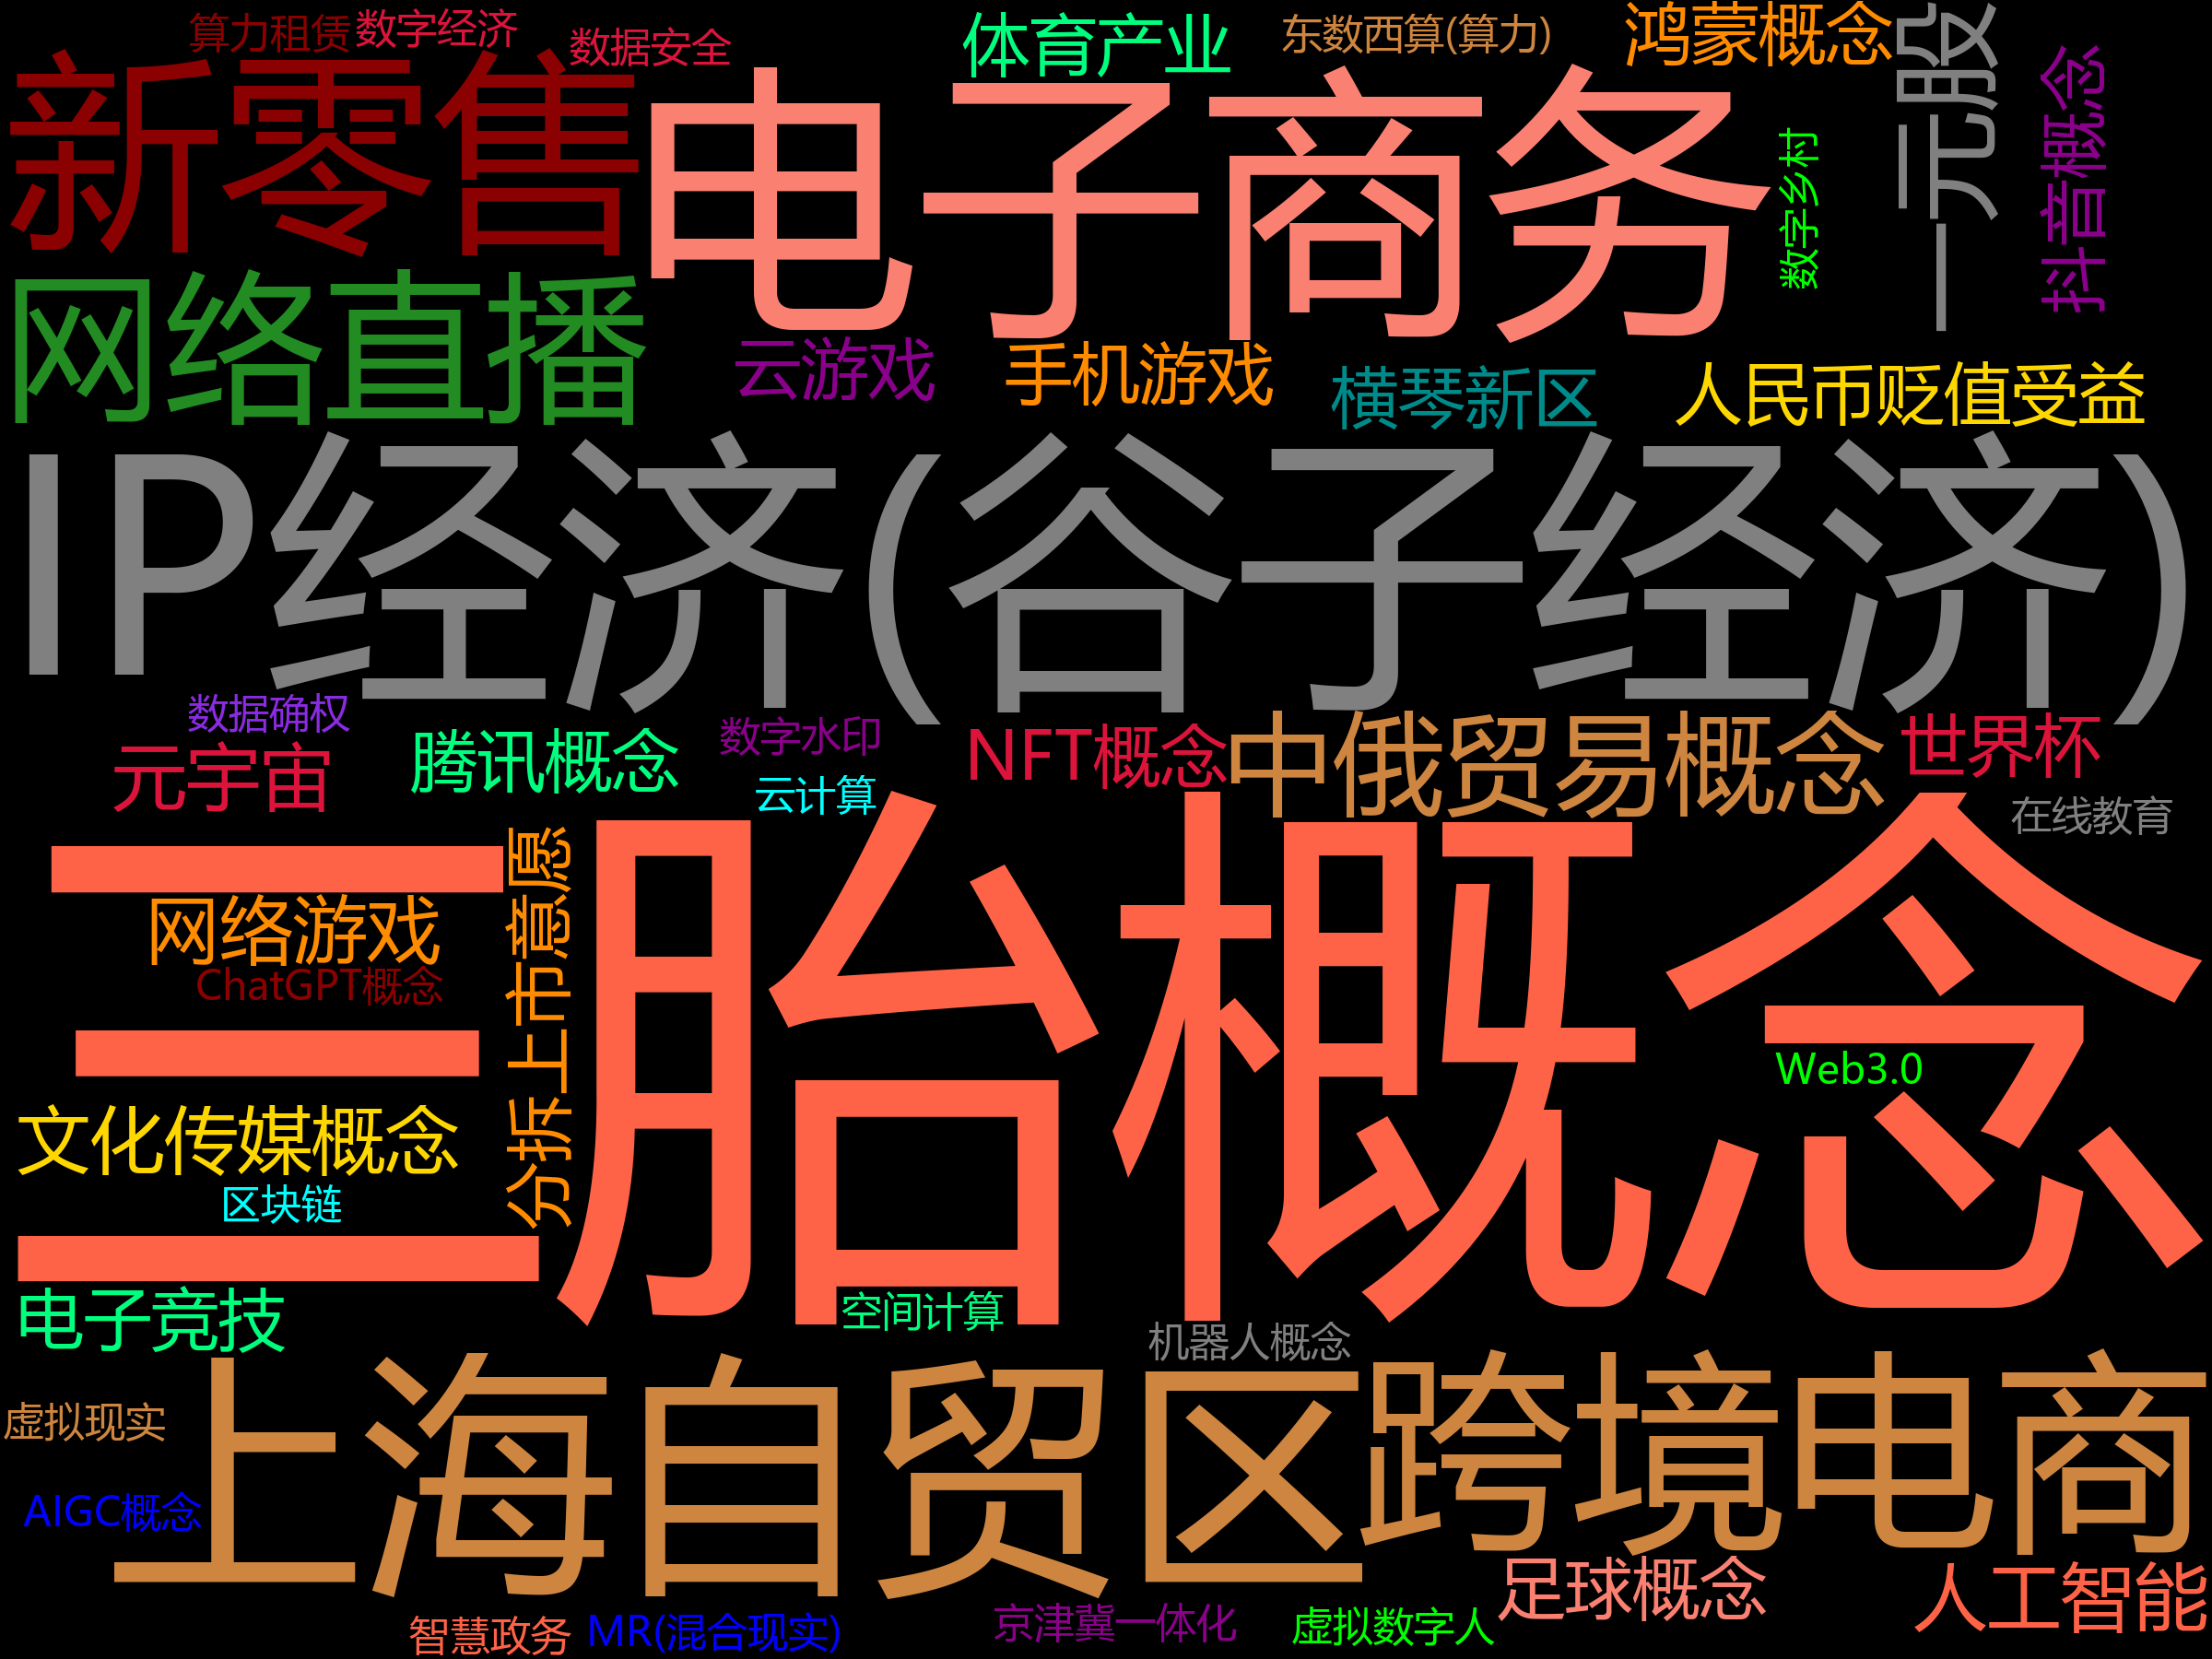 算力租赁
数字经济
数据安全
体育产业
东数西算(算力)
鸿蒙概念
一元股
抖音概念
新零售
电子商务
数字乡村
网络直播
云游戏
手机游戏
横琴新区
人民币贬值受益
IP经济(谷子经济)
数据确权
元宇宙
腾讯概念
数字水印
云计算
NFT概念
中俄贸易概念
世界杯
在线教育
三胎概念
网络游戏
ChatGPT概念
分拆上市意愿
Web3.0
文化传媒概念
区块链
电子竞技
空间计算
机器人概念
虚拟现实
上海自贸区
跨境电商
AIGC概念
足球概念
人工智能
智慧政务
MR(混合现实)
京津冀一体化
虚拟数字人